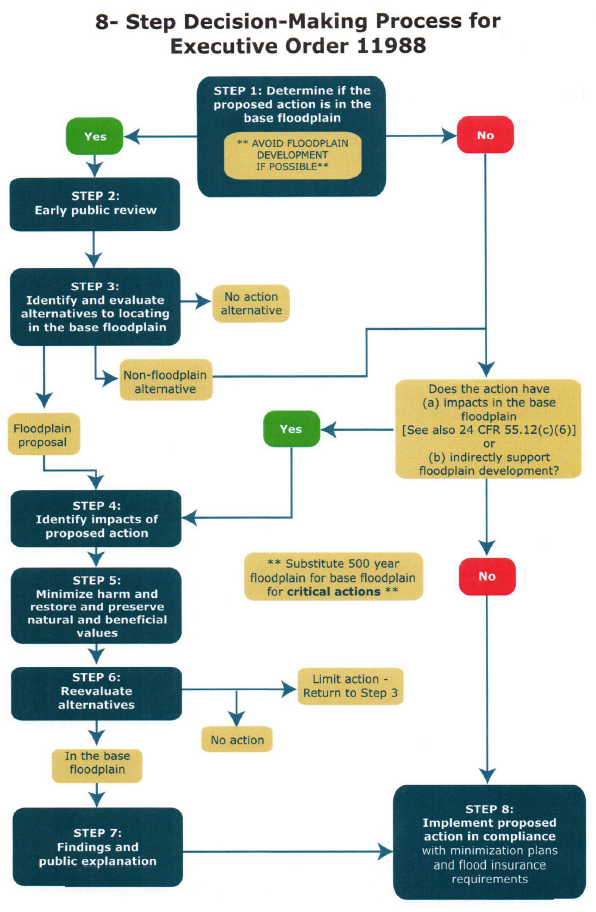 8- Step Decision-Making Process for
Executive Order 11988
STEP 1: Determine if the
proposed action is in the
base floodplain
** AVOID FLOODPLAIN
DEVELOPMENT
IF POSSIBLE**
Yes
No
STEP 2:
Early public review
STEP 3:
Identify and evaluate
alternatives to locating
in the base floodplain
No action
alternative
Non-floodplain
alternative
Floodplain
proposal
Does the action have
(a) impacts in the base
floodplain
[See also 24 CFR 55.12(c)(6)]
or
(b) indirectly support
floodplain development?
Yes
STEP 4:
Identify impacts of
proposed action
** Substitute 500 year
floodplain for base floodplain
for critical actions **
No
STEP 5:
Minimize harm and
restore and preserve
natural and beneficial
values
STEP 6:
Reevaluate
alternatives
Limit action -
Return to Step 3
No action
In the base
floodplain
STEP 7:
Findings and
public explanation
STEP 8:
Implement proposed
action in compliance
with minimization plans
and flood insurance
requirements